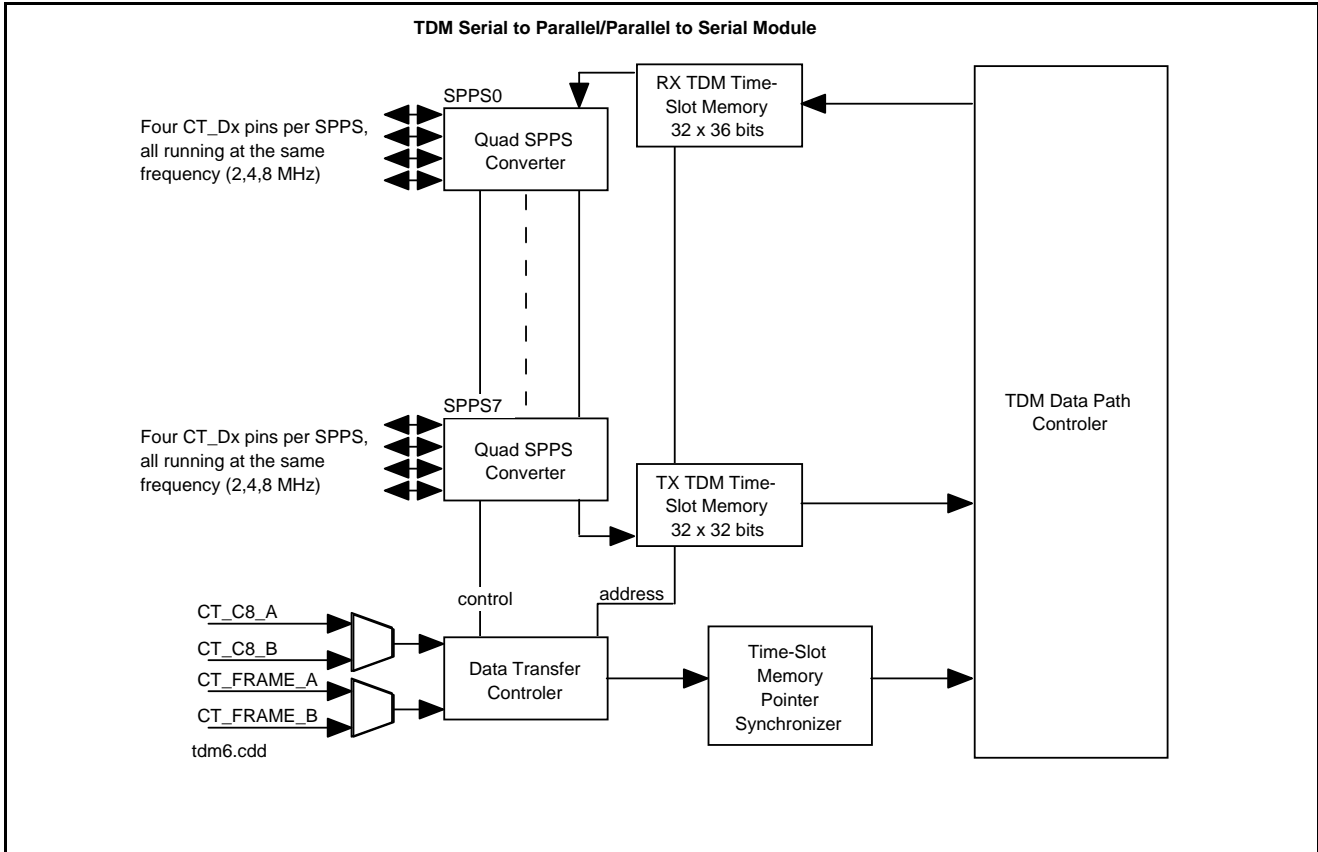 TDM Serial to Parallel/Parallel to Serial Module
SPPS0
Four CT_Dx pins per SPPS,
all running at the same
frequency (2,4,8 MHz)
Quad SPPS
Converter
RX TDM Time-
Slot Memory
32 x 36 bits
SPPS7
Four CT_Dx pins per SPPS,
all running at the same
frequency (2,4,8 MHz)
Quad SPPS
Converter
TX TDM Time-
Slot Memory
32 x 32 bits
TDM Data Path
Controler
control
address
CT_C8_A
CT_C8_B
CT_FRAME_A
CT_FRAME_B
Data Transfer
Controler
Time-Slot
Memory
Pointer
Synchronizer
tdm6.cdd